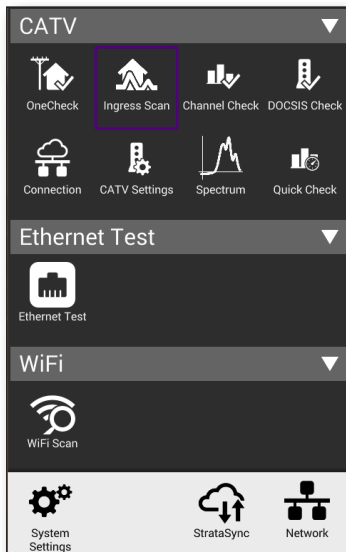 CATV
OneCheck
Ingress Scan
Channel Check
DOCSIS Check
Connection
CATV Settings
Spectrum
Quick Check
Ethernet Test
Ethernet Test
WiFi
WiFi Scan
System
Settings
StrataSync
Network